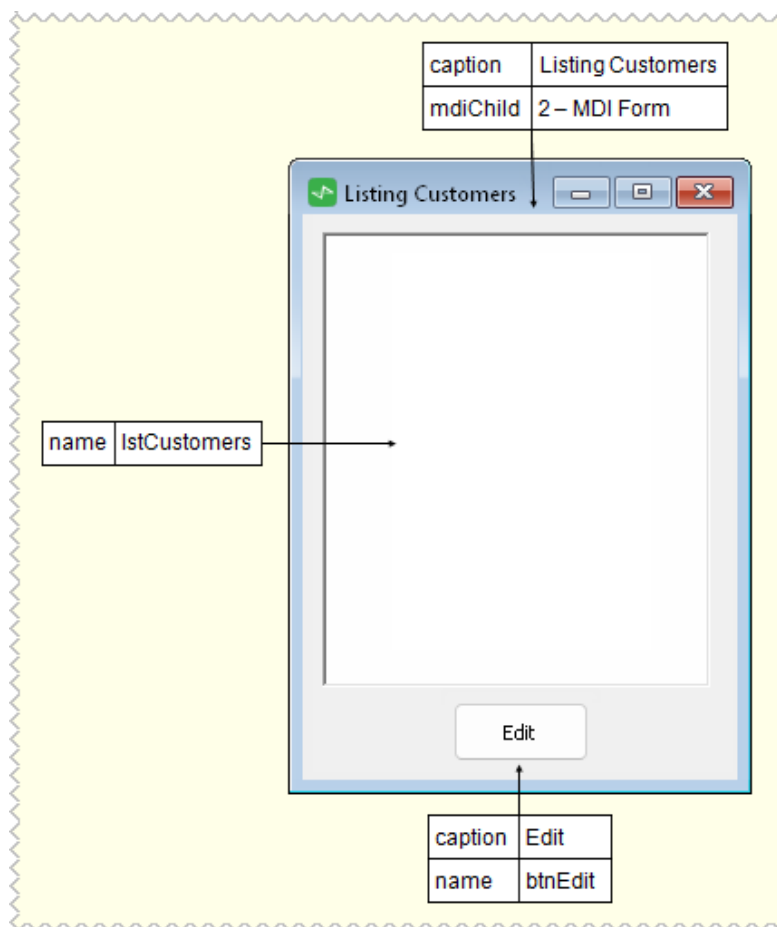 caption Listing Customers
mdiChild 2 – MDI Form
Listing Customers
name lstCustomers
Edit
caption Edit
name btnEdit